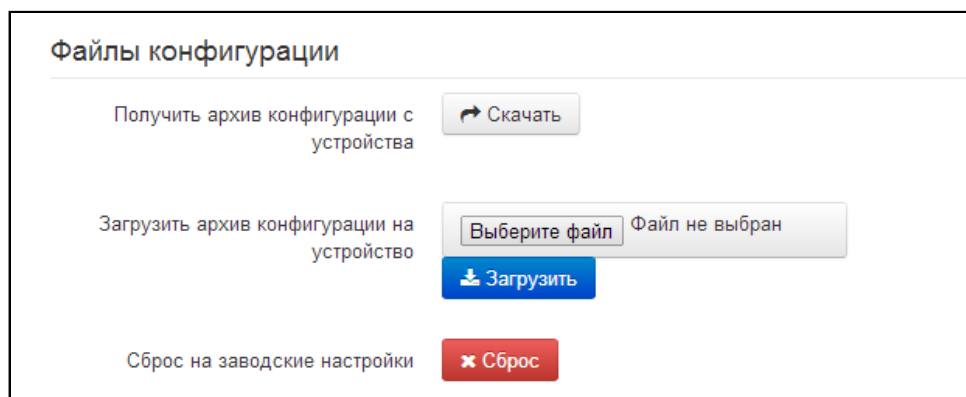 Файлы конфигурации
Получить архив конфигурации с
устройства
Скачать
Загрузить архив конфигурации на
устройство
Выберите файл Файл не выбран
Загрузить
Сброс на заводские настройки
Сброс